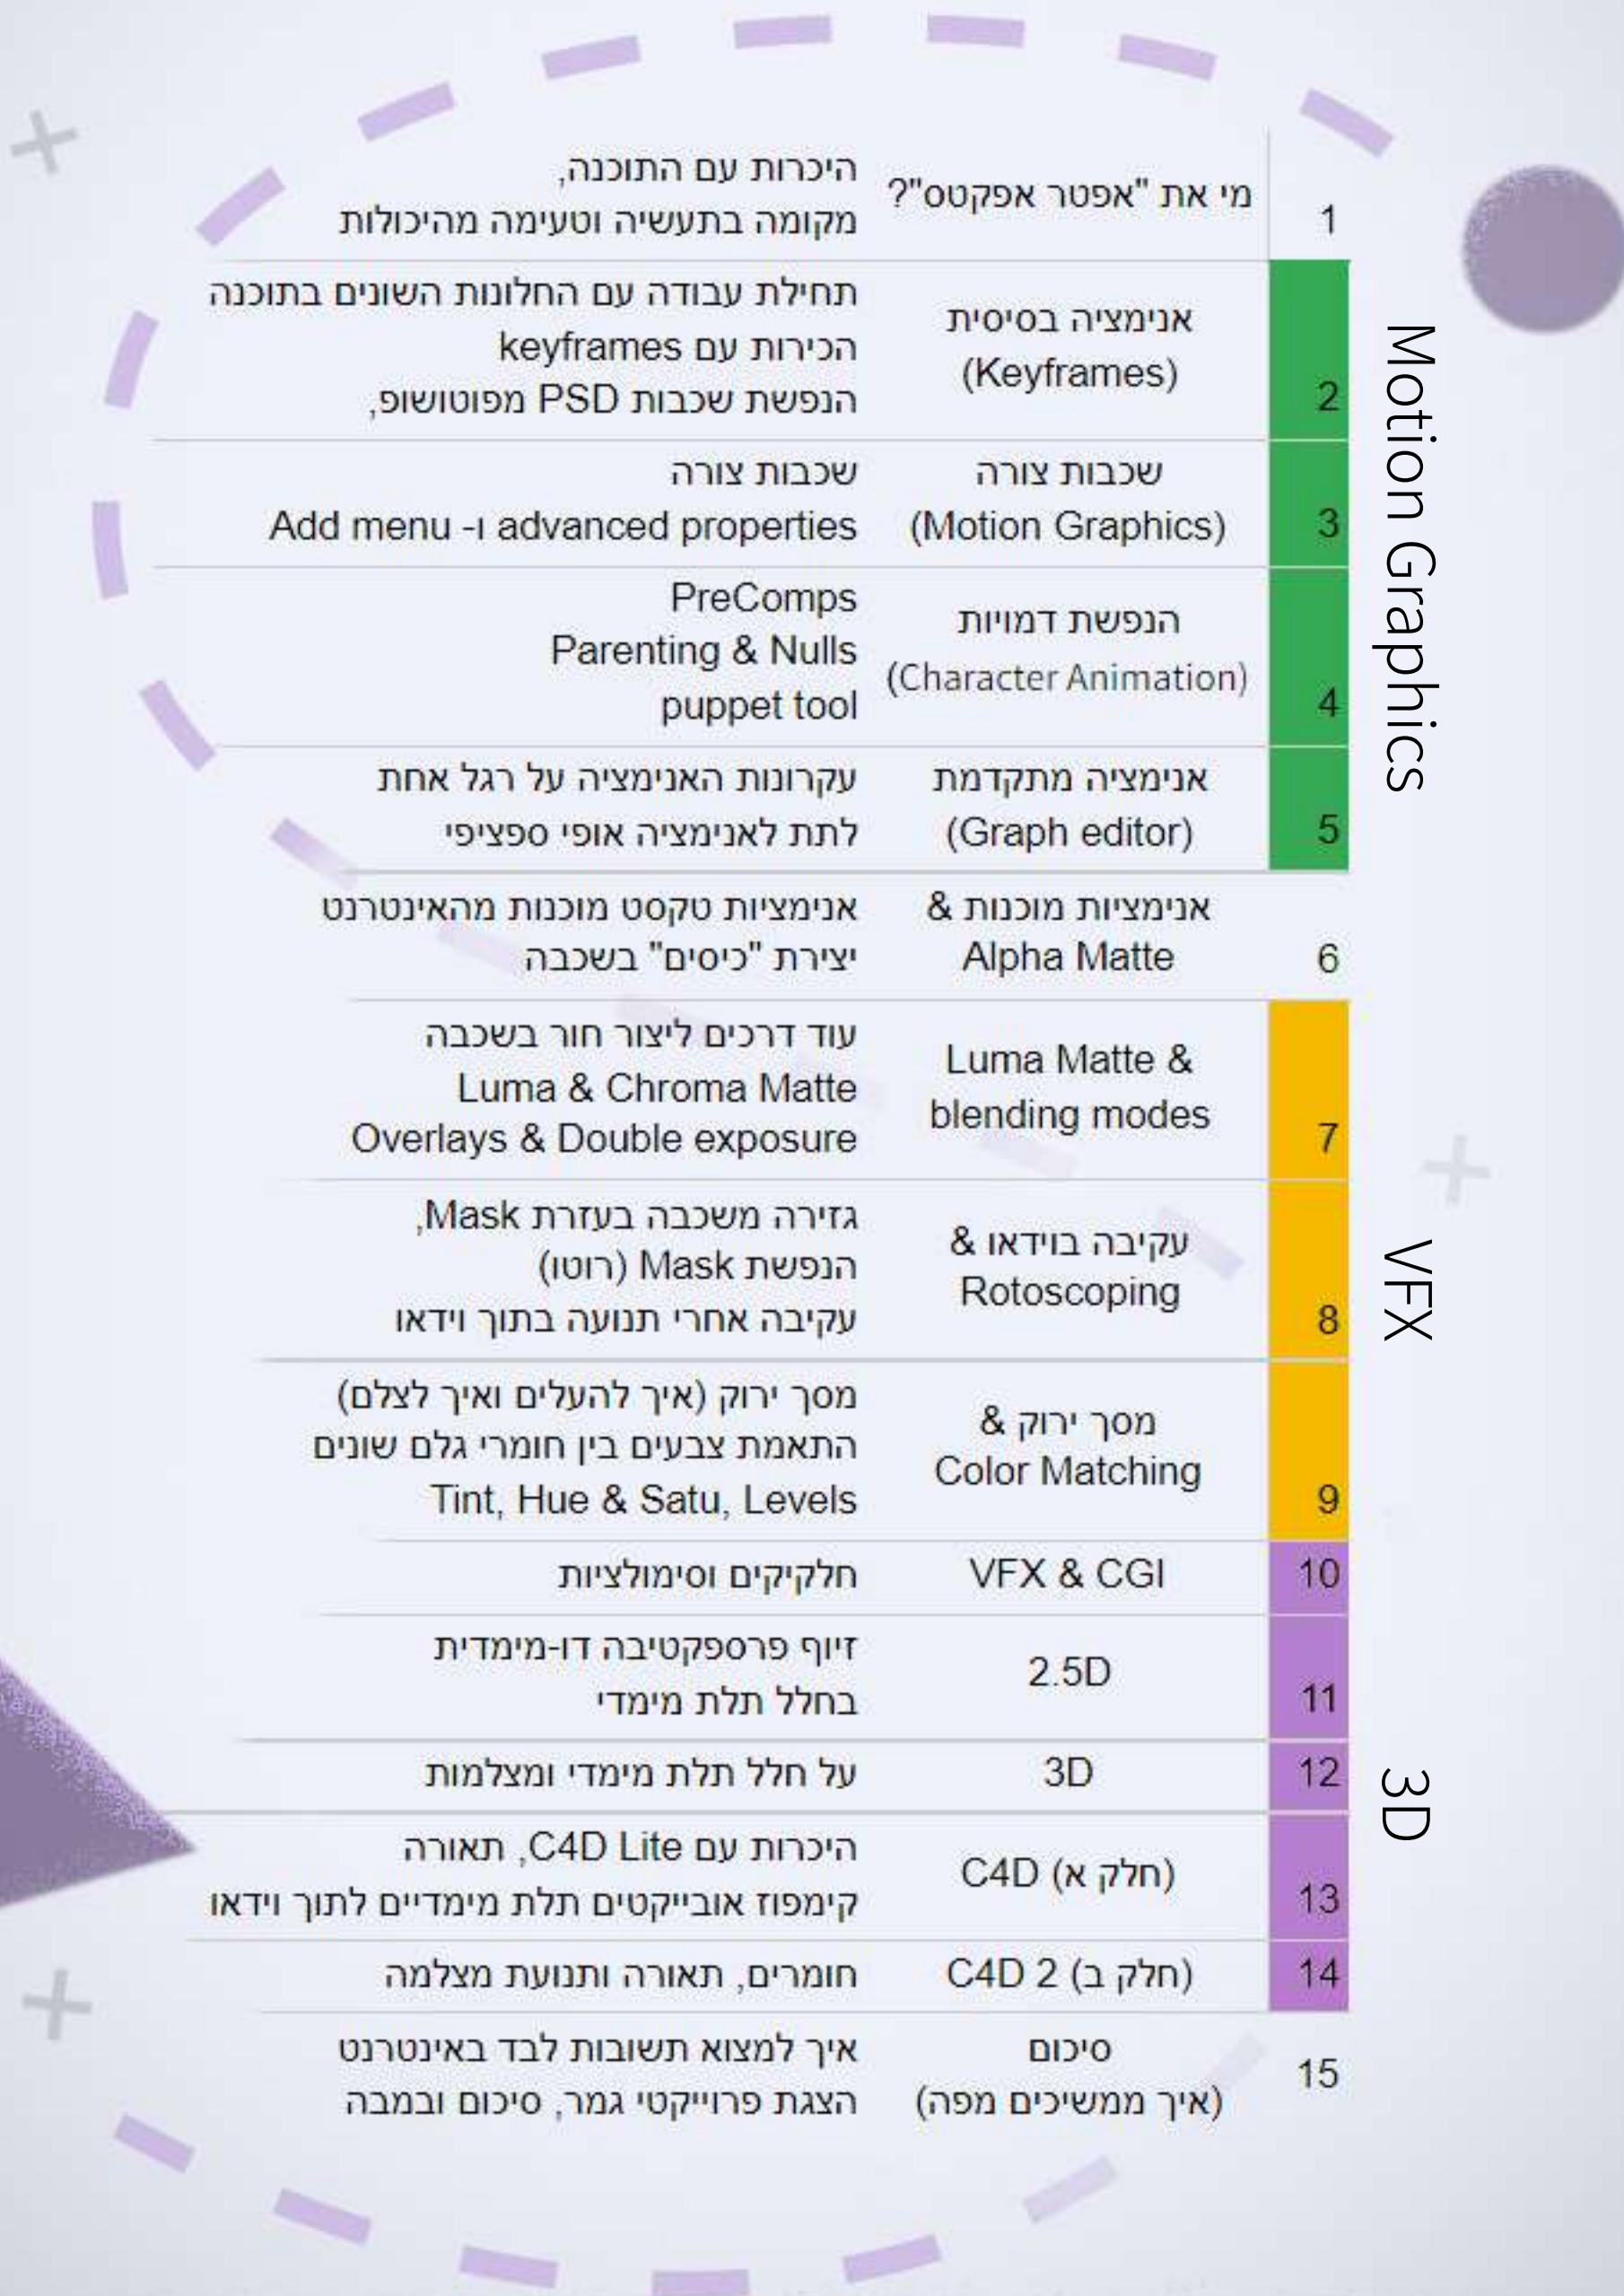 Motion Graphics
1
מי את "אפטר אפקטס"?
היכרות עם התוכנה,
מקומה בתעשיה וטעימה מהיכולות
2
אנימציה בסיסית
(Keyframes)
תחילת עבודה עם החלונות השונים בתוכנה
הכירות עם keyframes
הנפשת שכבות PSD מפוטושופ,
3
שכבות צורה
(Motion Graphics)
שכבות צורה
Add menu -ו advanced properties
4
הנפשת דמויות
(Character Animation)
PreComps
Parenting & Nulls
puppet tool
5
אנימציה מתקדמת
(Graph editor)
עקרונות האנימציה על רגל אחת
לתת לאנימציה אופי ספציפי
6
אנימציות מוכנות &
Alpha Matte
אנימציות טקסט מוכנות מהאינטרנט
יצירת "כיסים" בשכבה
VFX
7
Luma Matte &
blending modes
עוד דרכים ליצור חור בשכבה
Luma & Chroma Matte
Overlays & Double exposure
8
עקיבה בוידאו &
Rotoscoping
גזירה משכבה בעזרת Mask,
הנפשת Mask (רוטו)
עקיבה אחרי תנועה בתוך וידאו
9
מסך ירוק &
Color Matching
מסך ירוק (איך להעלים ואיך לצלם)
התאמת צבעים בין חומרי גלם שונים
Tint, Hue & Satu, Levels
3D
10
VFX & CGI
חלקיקים וסימולציות
11
2.5D
זיוף פרספקטיבה דו-מימדית
בחלל תלת מימדי
12
3D
על חלל תלת מימדי ומצלמות
13
C4D (חלק א)
היכרות עם C4D Lite, תאורה
קימפוז אובייקטים תלת מימדיים לתוך וידאו
14
C4D 2 (חלק ב)
חומרים, תאורה ותנועת מצלמה
15
סיכום
(איך ממשיכים מפה)
איך למצוא תשובות לבד באינטרנט
הצגת פרוייקטי גמר, סיכום ובמבה